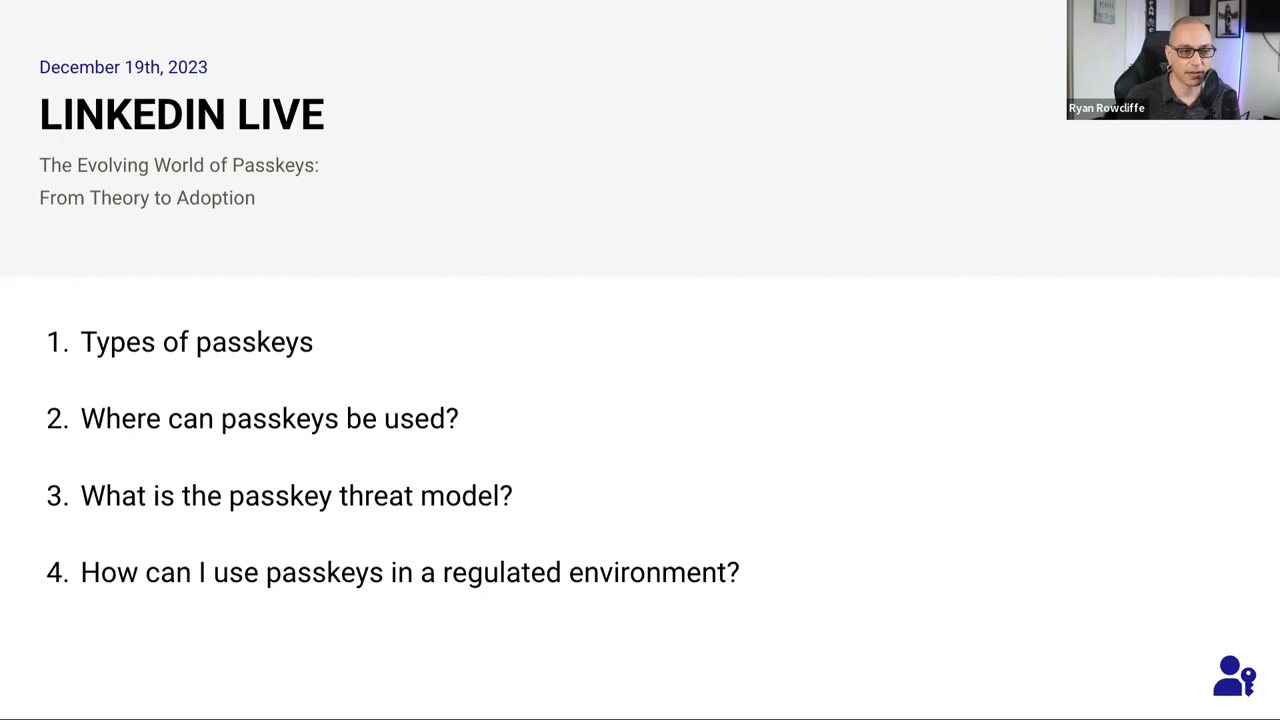 December 19th, 2023
LINKEDIN LIVE
The Evolving World of Passkeys:
From Theory to Adoption
Ryan Rowcliffe
1. Types of passkeys
2. Where can passkeys be used?
3. What is the passkey threat model?
4. How can I use passkeys in a regulated environment?